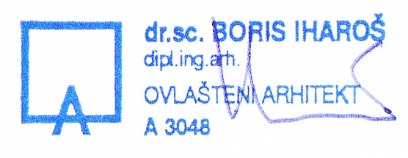 dr.sc. BORIS IHAROŠ
dipl.ing.arh.
OVLAŠTENI ARHITEKT
A 3048